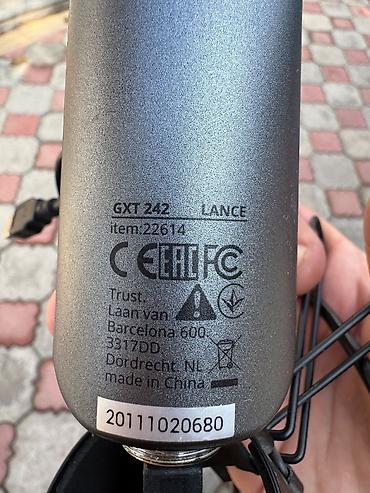 GXT 242 LANCE
item:22614
CE EAC FC
Trust.
Laan van
Barcelona 600
3317DD
Dordrecht. NL
made in China
20111020680